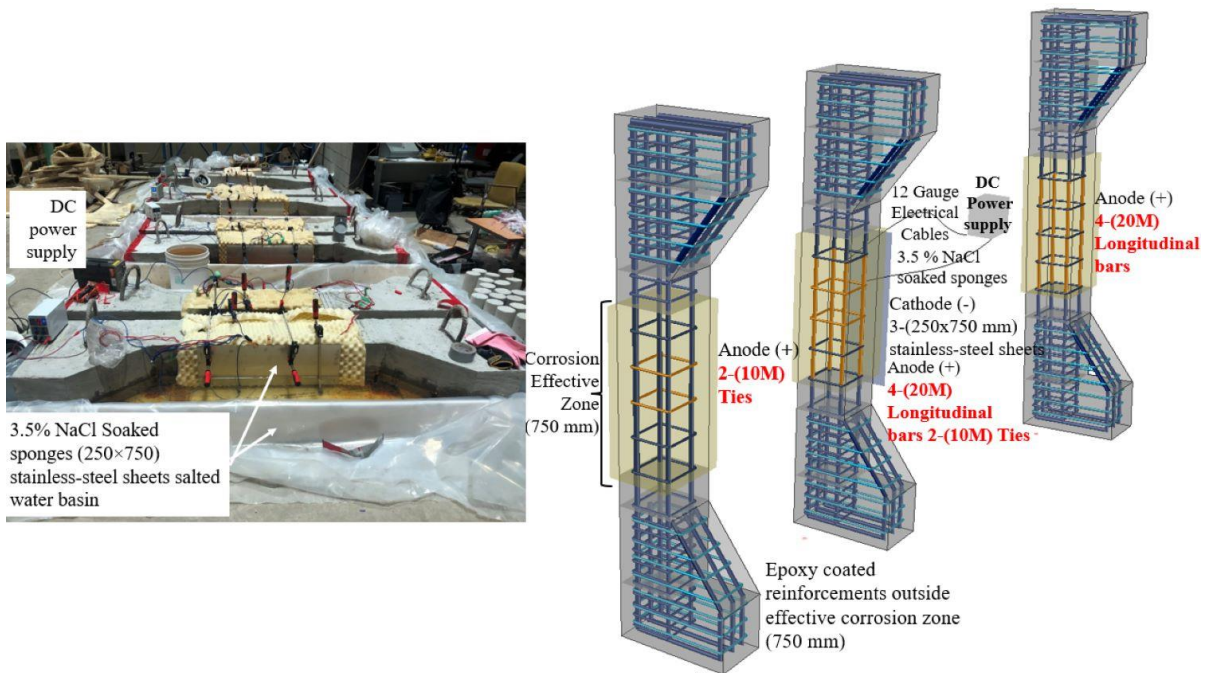 DC
power
supply
3.5% NaCl Soaked
sponges (250×750)
stainless-steel sheets salted
water basin
Corrosion
Effective
Zone
(750 mm)
Anode (+)
2-(10M)
Ties
12 Gauge
Electrical
Cables
3.5 % NaCl
soaked sponges
DC
Power
supply
Cathode (-)
3-(250x750 mm)
stainless-steel sheets
Anode (+)
4-(20M)
Longitudinal
bars 2-(10M) Ties
Anode (+)
4-(20M)
Longitudinal
bars
Epoxy coated
reinforcements outside
effective corrosion zone
(750 mm)